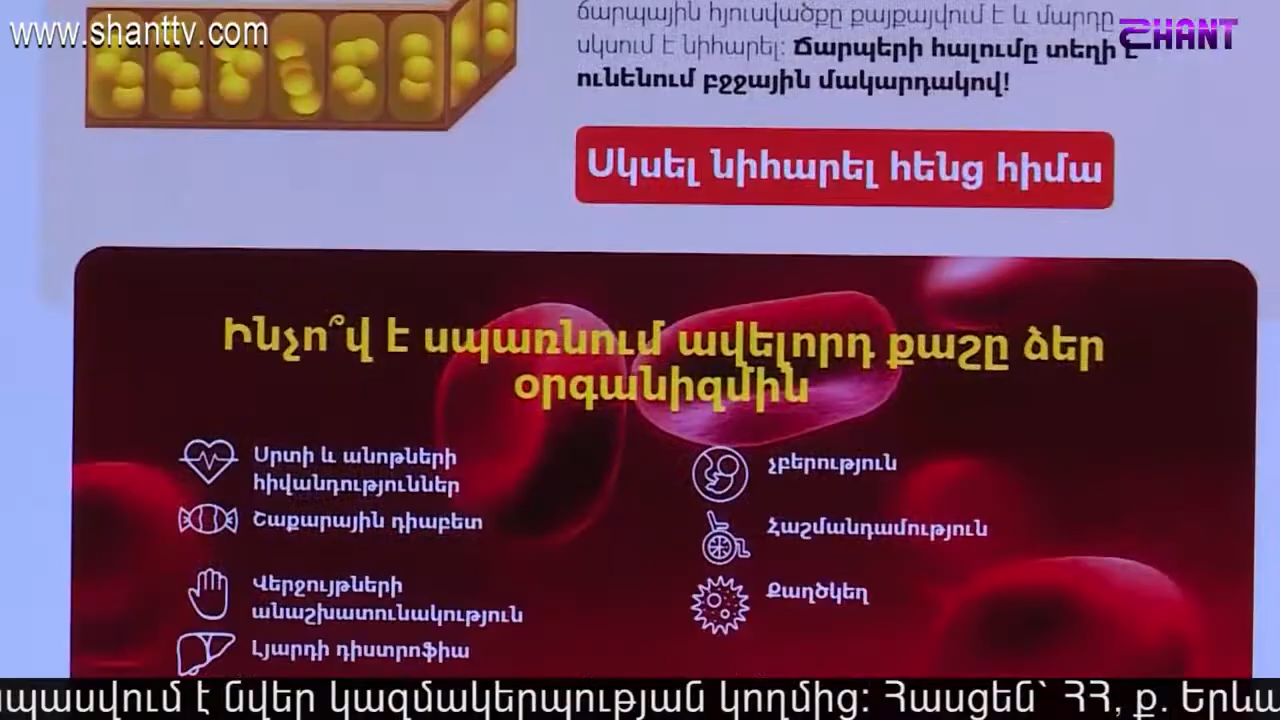 www.shanttv.com
ճարպային հյուսվածքը քայքայվում է և մարդը
SHANT
սկսում է նիհարել: Ճարպերի հալումը տեղի է
ունենում բջջային մակարդակով!
Սկսել նիհարել հենց հիմա
Ինչո՞վ է սպառնում ավելորդ քաշը ձեր
օրգանիզմին
Սրտի և անոթների
հիվանդություններ
Շաքարային դիաբետ
Վերջույթների
անաշխատունակություն
Լյարդի դիստրոֆիա
չբերություն
Հաշմանդամություն
Քաղծկեղ
պասվում է նվեր կազմակերպության կողմից: Հասցեն՝ ՀՀ, ք. Երևա